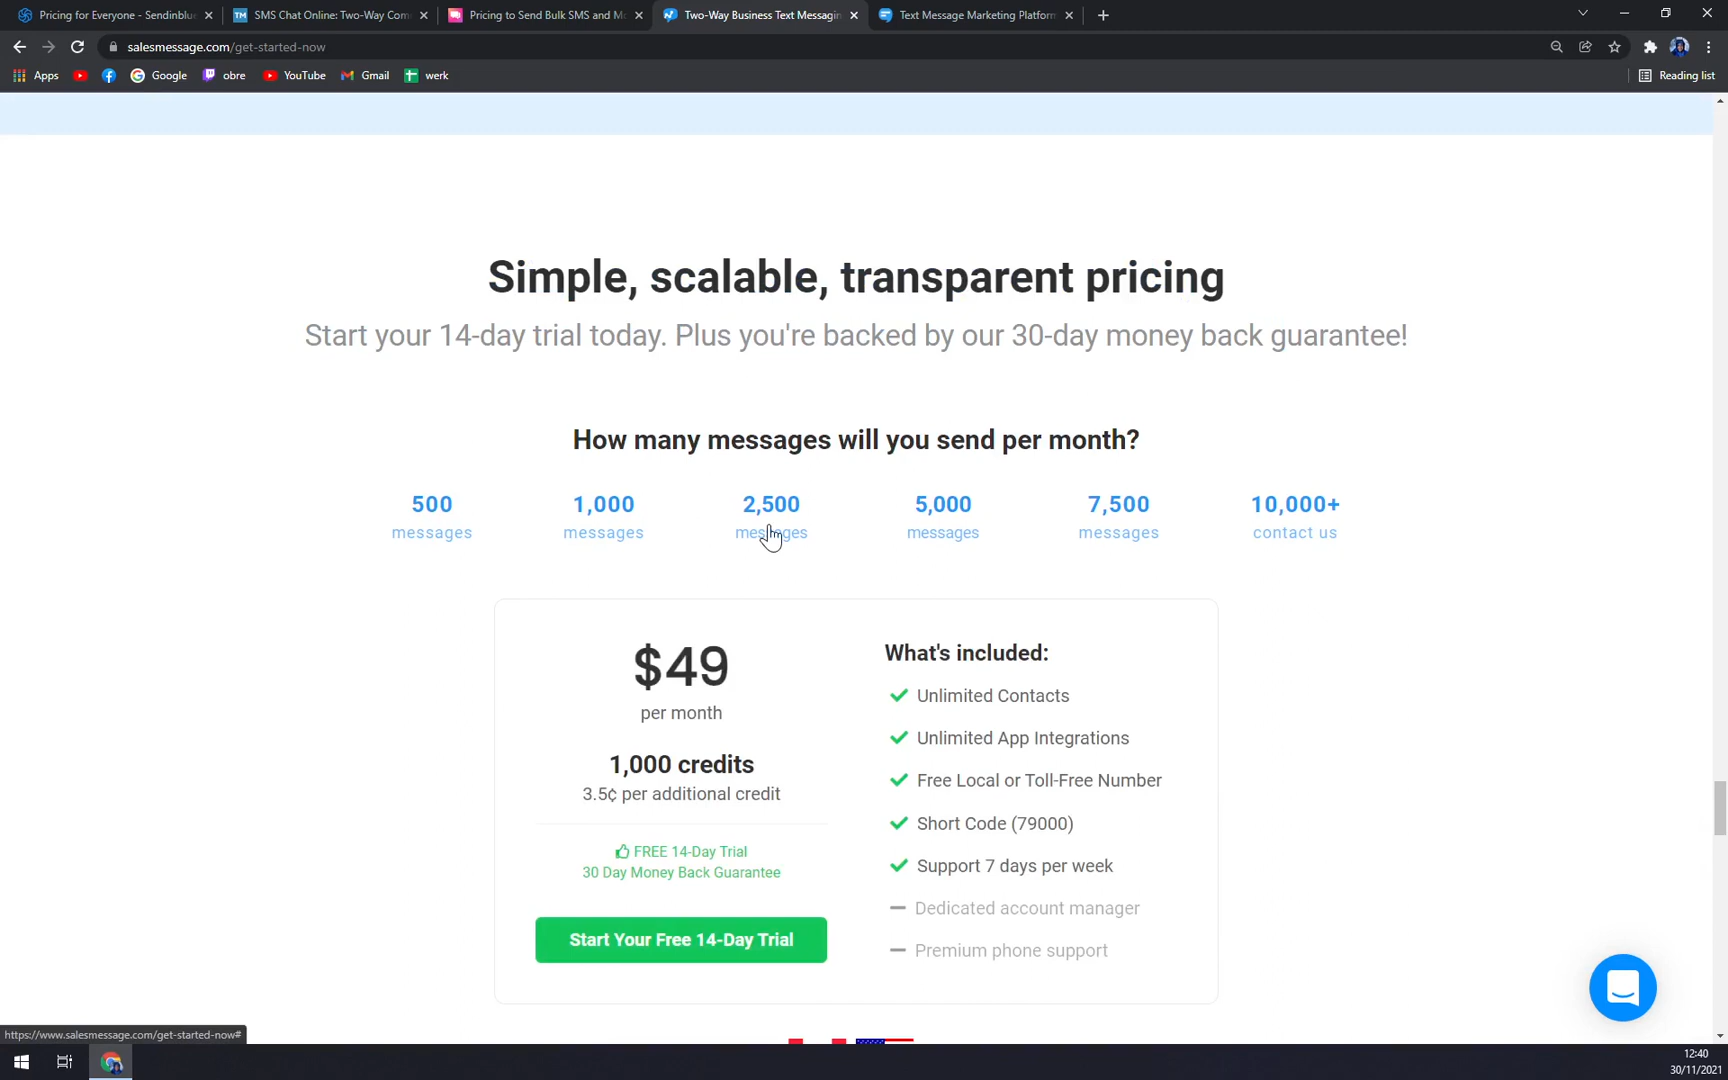 Pricing for Everyone - Sendinblu
SMS Chat Online: Two-Way Com
Pricing to Send Bulk SMS and M
Two-Way Business Text Messagin
Text Message Marketing Platform
salesmessage.com/get-started-now
Apps
Google
obre
YouTube
Gmail
werk
Reading list
Simple, scalable, transparent pricing
Start your 14-day trial today. Plus you're backed by our 30-day money back guarantee!
How many messages will you send per month?
500 1,000 2,500 5,000 7,500 10,000+
messages messages messages messages messages contact us
$49
per month
1,000 credits
3.5¢ per additional credit
FREE 14-Day Trial
30 Day Money Back Guarantee
Start Your Free 14-Day Trial
What's included:
Unlimited Contacts
Unlimited App Integrations
Free Local or Toll-Free Number
Short Code (79000)
Support 7 days per week
Dedicated account manager
Premium phone support
https://www.salesmessage.com/get-started-now#
12:40
30/11/2021